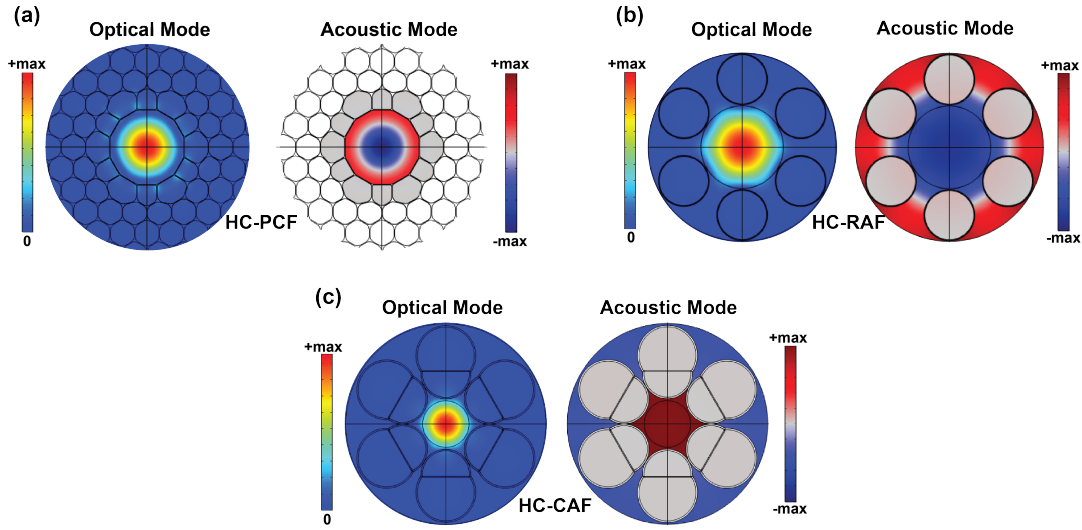 (a)
Optical Mode
Acoustic Mode
+max
0
+max
-max
HC-PCF
(b)
Optical Mode
Acoustic Mode
+max
0
+max
-max
HC-RAF
(c)
Optical Mode
Acoustic Mode
+max
0
+max
-max
HC-CAF